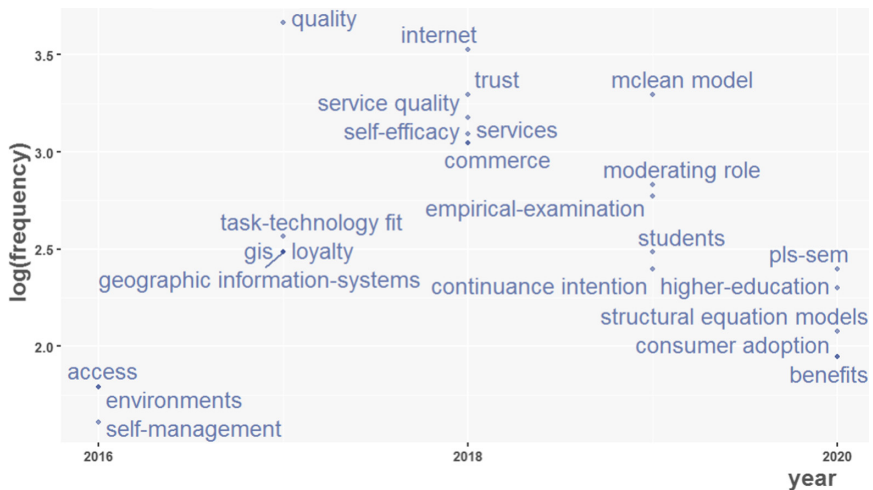 quality
internet
3.5
trust
mclean model
service quality
self-efficacy
services
3.0
commerce
moderating role
empirical-examination
task-technology fit
students
2.5
gis
loyalty
pls-sem
geographic information-systems
continuance intention
higher-education
structural equation models
2.0
consumer adoption
access
benefits
environments
self-management
log(frequency)
2016
2018
2020
year